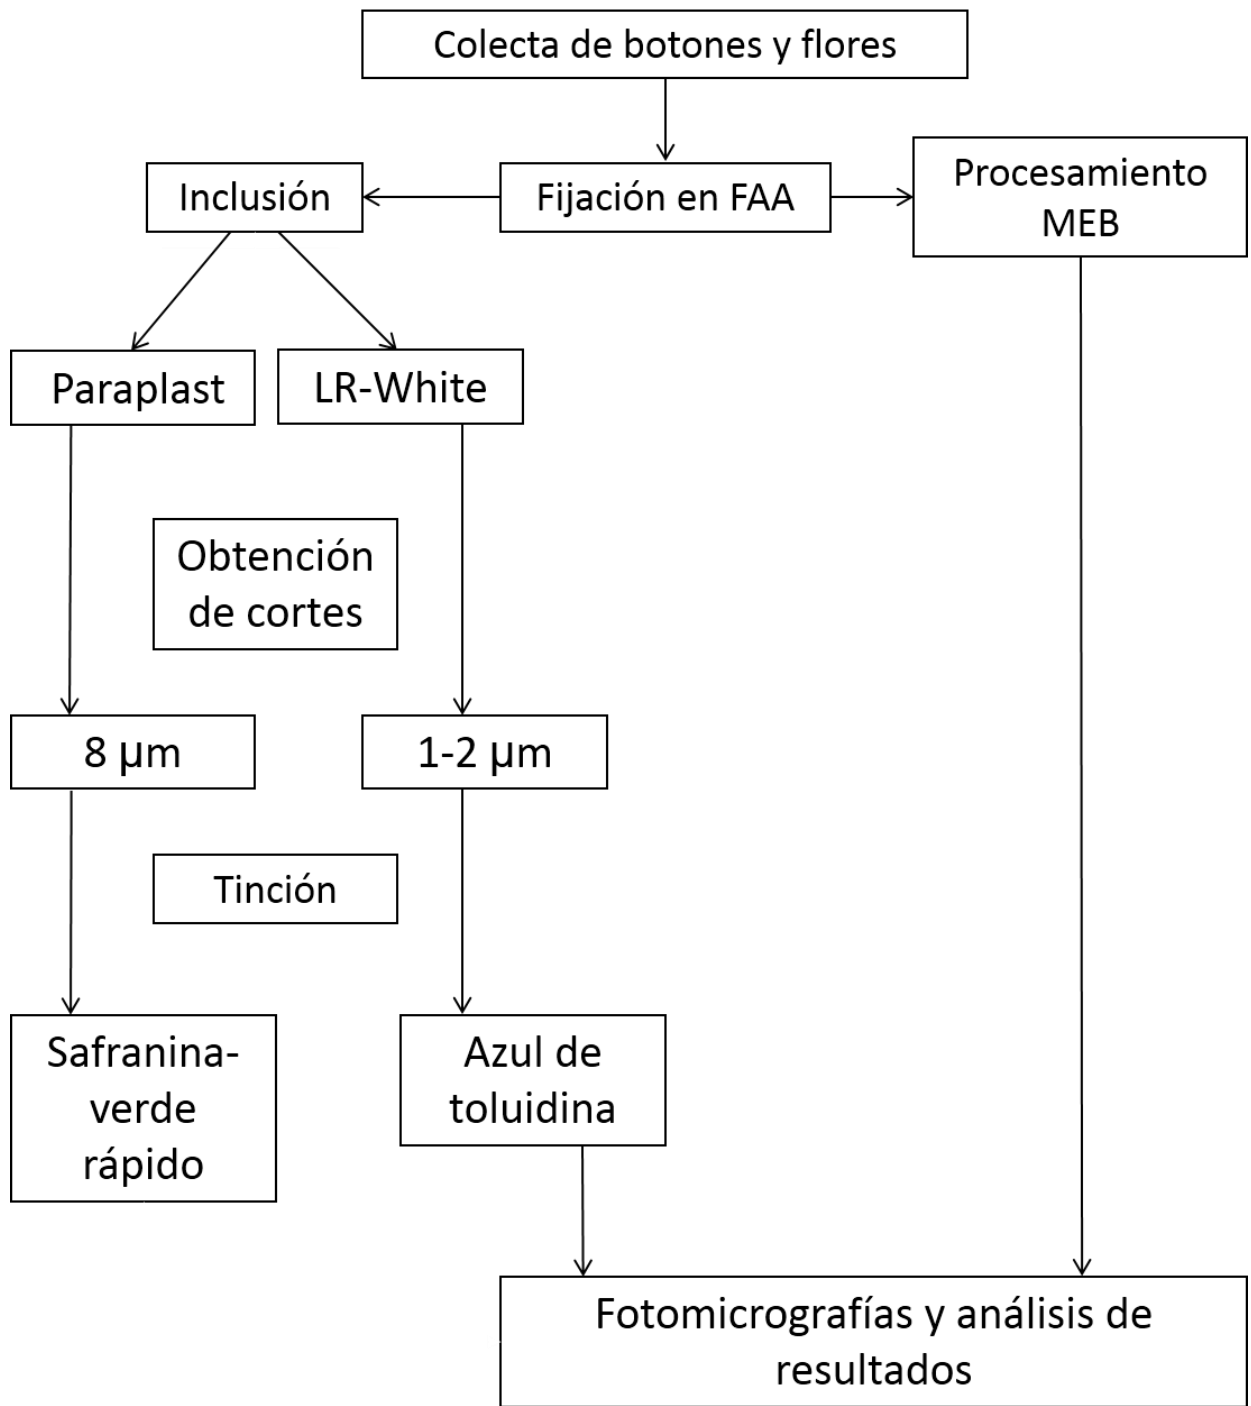 Colecta de botones y flores
Inclusión
Fijación en FAA
Procesamiento
MEB
Paraplast
LR-White
Obtención
de cortes
8 μm
1-2 μm
Tinción
Safranina-
verde
rápido
Azul de
toluidina
Fotomicrografías y análisis de
resultados